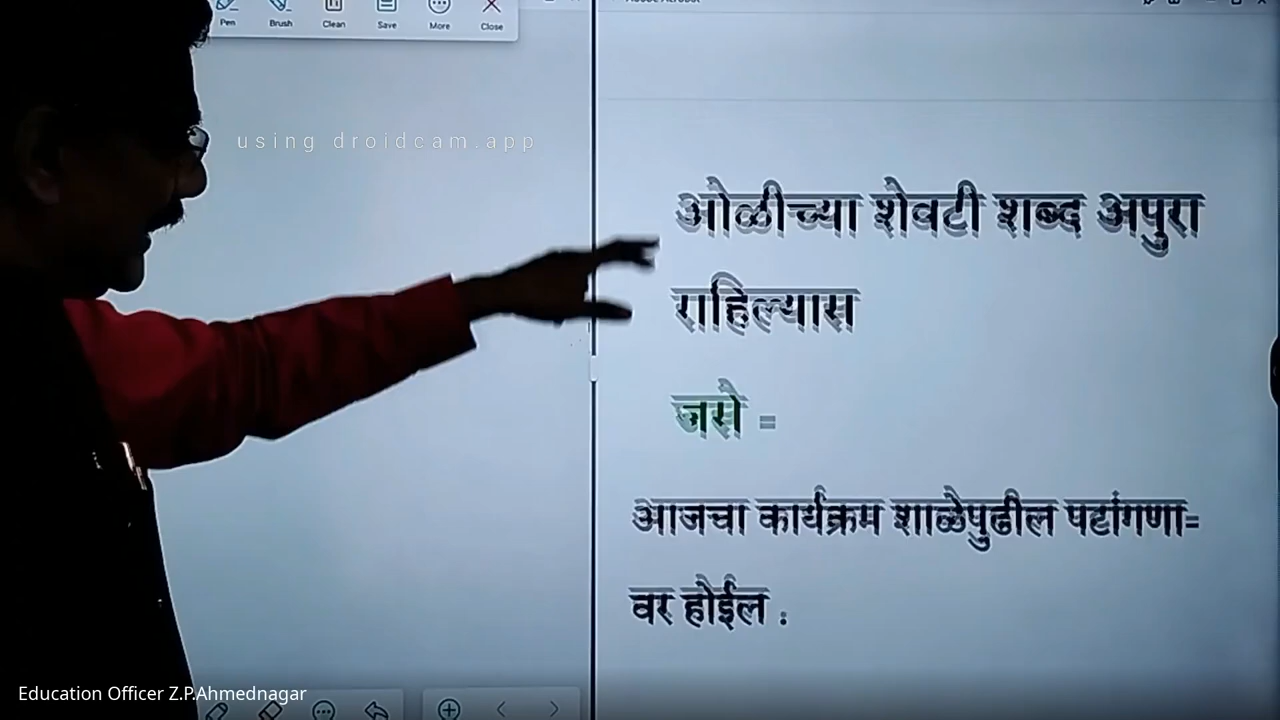 Pen Brush Clean Save More Close
using droidcam.app
ओळीच्या शेवटी शब्द अपुरा
राहिल्यास
जसे =
आजचा कार्यक्रम शाळेपुढील पटांगणा=
वर होईल :
Education Officer Z.P.Ahmednagar